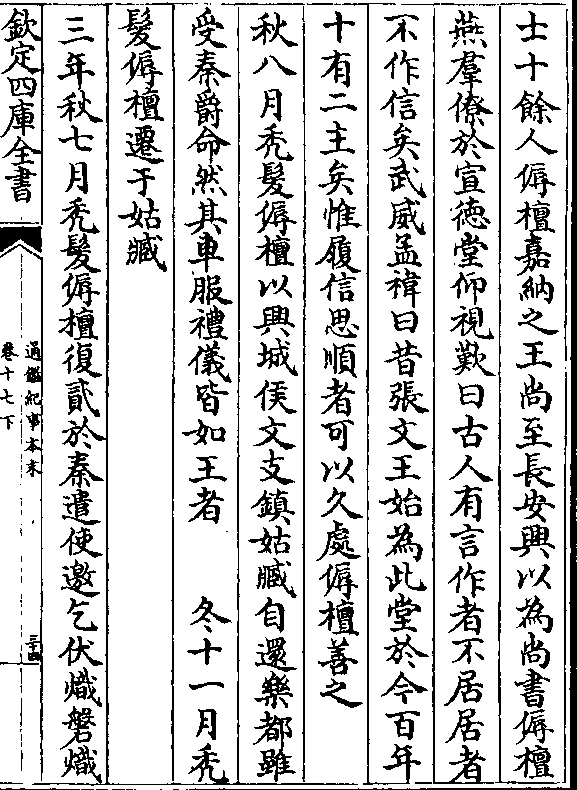 士十餘人傉檀嘉納之王尚至長安興以為尚書傉檀
燕羣僚於宣德堂仰視歎曰古人有言作者不居居者
不作信矣武威孟禕曰昔張文王始為此堂於今百年
十有二主矣惟履信思順者可以久處傉檀善之
秋八月禿髮傉檀以興城侯文支鎮姑臧自還樂都雖
受秦爵命然其車服禮儀皆如王者　冬十一月禿
髮傉檀遷于姑臧
三年秋七月禿髮傉檀復貳於秦遣使邀乞伏熾磐熾
欽定四庫全書
通鑑紀事本末
卷十七下
三十四